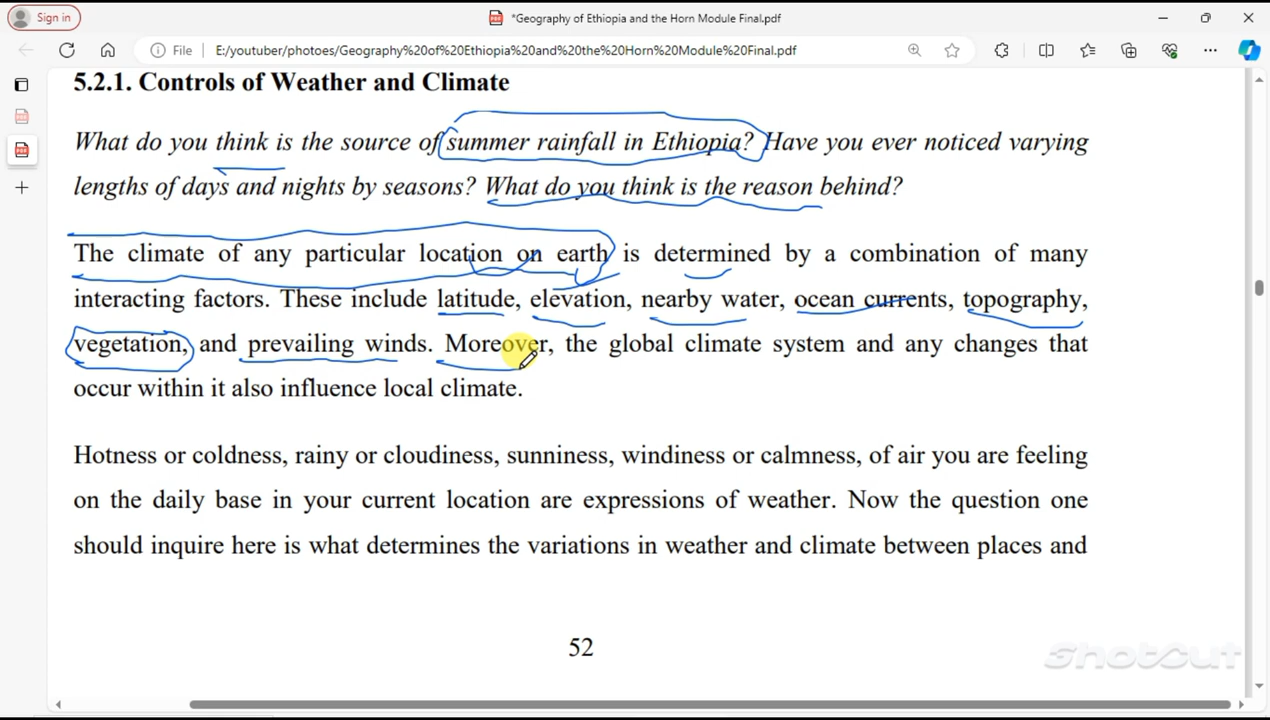 Sign in
*Geography of Ethiopia and the Horn Module Final.pdf
File E:/youtuber/photoes/Geography%20of%20Ethiopia%20and%20the%20Horn%20Module%20Final.pdf
5.2.1. Controls of Weather and Climate
What do you think is the source of summer rainfall in Ethiopia? Have you ever noticed varying
lengths of days and nights by seasons? What do you think is the reason behind?
The climate of any particular location on earth is determined by a combination of many
interacting factors. These include latitude, elevation, nearby water, ocean currents, topography,
vegetation, and prevailing winds. Moreover, the global climate system and any changes that
occur within it also influence local climate.
Hotness or coldness, rainy or cloudiness, sunniness, windiness or calmness, of air you are feeling
on the daily base in your current location are expressions of weather. Now the question one
should inquire here is what determines the variations in weather and climate between places and
52
SHOTCUT